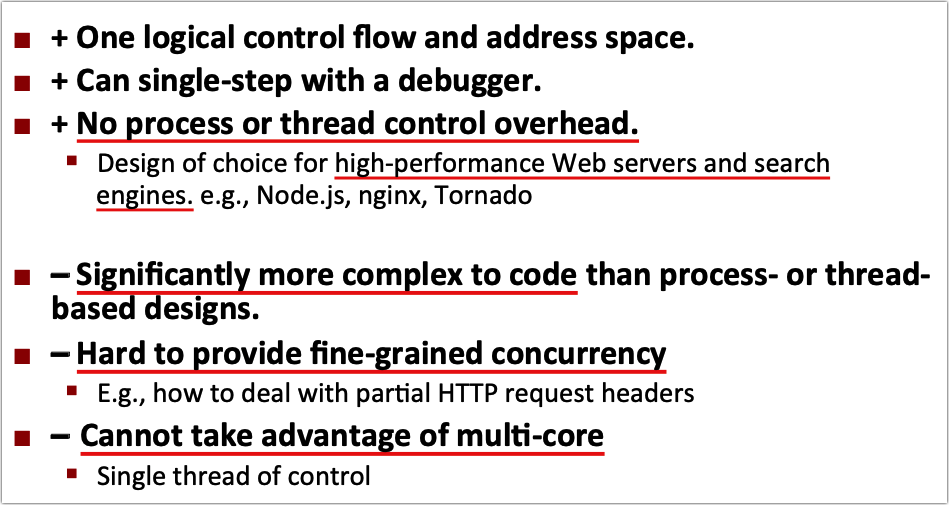 + One logical control flow and address space.
+ Can single-step with a debugger.
+ No process or thread control overhead.
Design of choice for high-performance Web servers and search
engines. e.g., Node.js, nginx, Tornado
– Significantly more complex to code than process- or thread-
based designs.
– Hard to provide fine-grained concurrency
E.g., how to deal with partial HTTP request headers
– Cannot take advantage of multi-core
Single thread of control